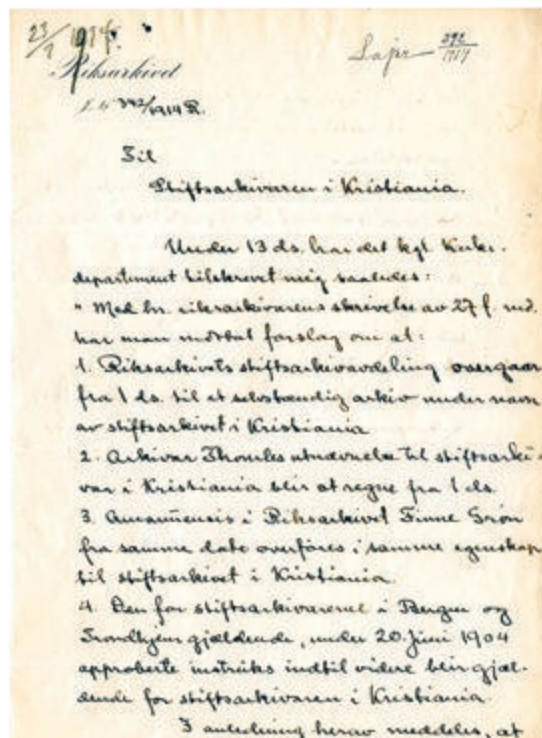 23/7 1914.
Lapr 392/1914
Riksarkivet
392/1914 R.
Til
Stiftsarkivaren i Kristiania.
Under 13 ds. har det kgl. Kirke-
departement tilskrevet mig saaledes:
"Med hr. riksarkivarens skrivelse av 27 f. md.
har man mottat forslag om at:
1. Riksarkivets stiftsarkivavdeling overgaar
fra 1 ds. til et selvstændig arkiv under navn
av stiftsarkivet i Kristiania
2. Arkivar Thomles utnævnelse til stiftsarki-
var i Kristiania blir at regne fra 1 ds.
3. Amanuensis i Riksarkivet Finne Grøn
fra samme dato overføres i samme egenskap
til stiftsarkivet i Kristiania.
4. Den for stiftsarkivarerne i Bergen og
Trondhjem gjældende, under 20 juni 1904
approberte instruks indtil videre blir gjæl-
dende for stiftsarkivaren i Kristiania.
I anledning herav meddeles, at